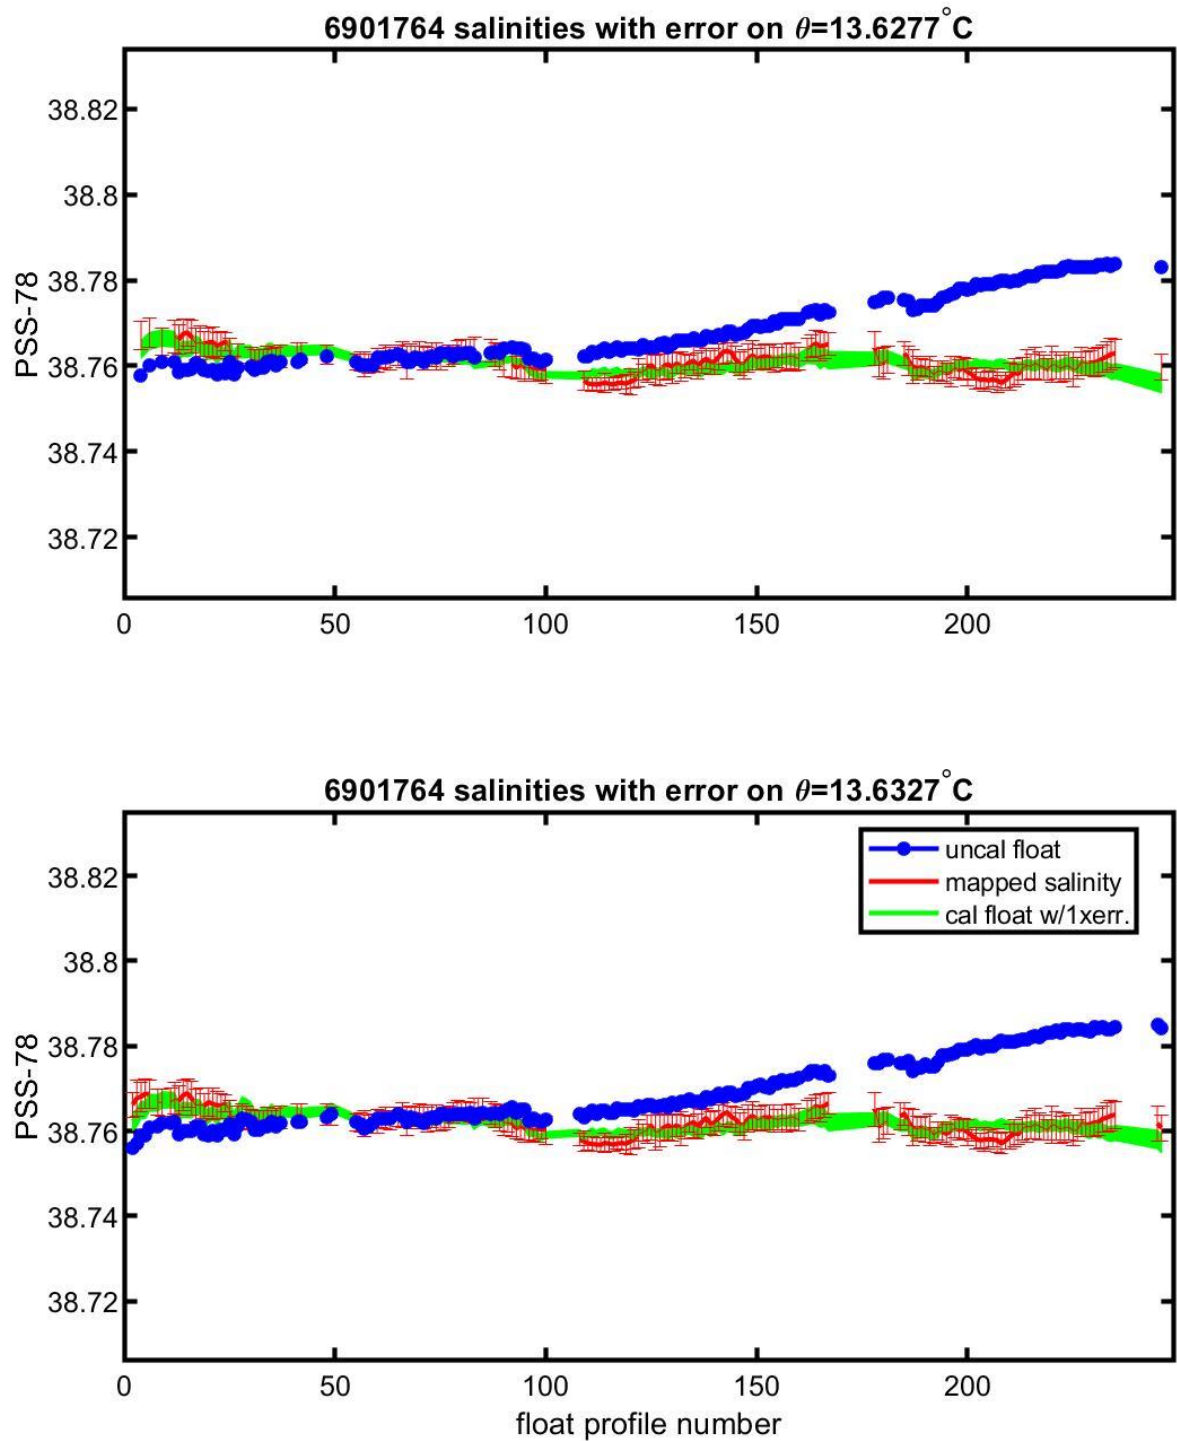 6901764 salinities with error on θ=13.6277°C
PSS-78
38.82
38.8
38.78
38.76
38.74
38.72
0 50 100 150 200
6901764 salinities with error on θ=13.6327°C
PSS-78
38.82
38.8
38.78
38.76
38.74
38.72
uncal float
mapped salinity
cal float w/1xerr.
0 50 100 150 200
float profile number